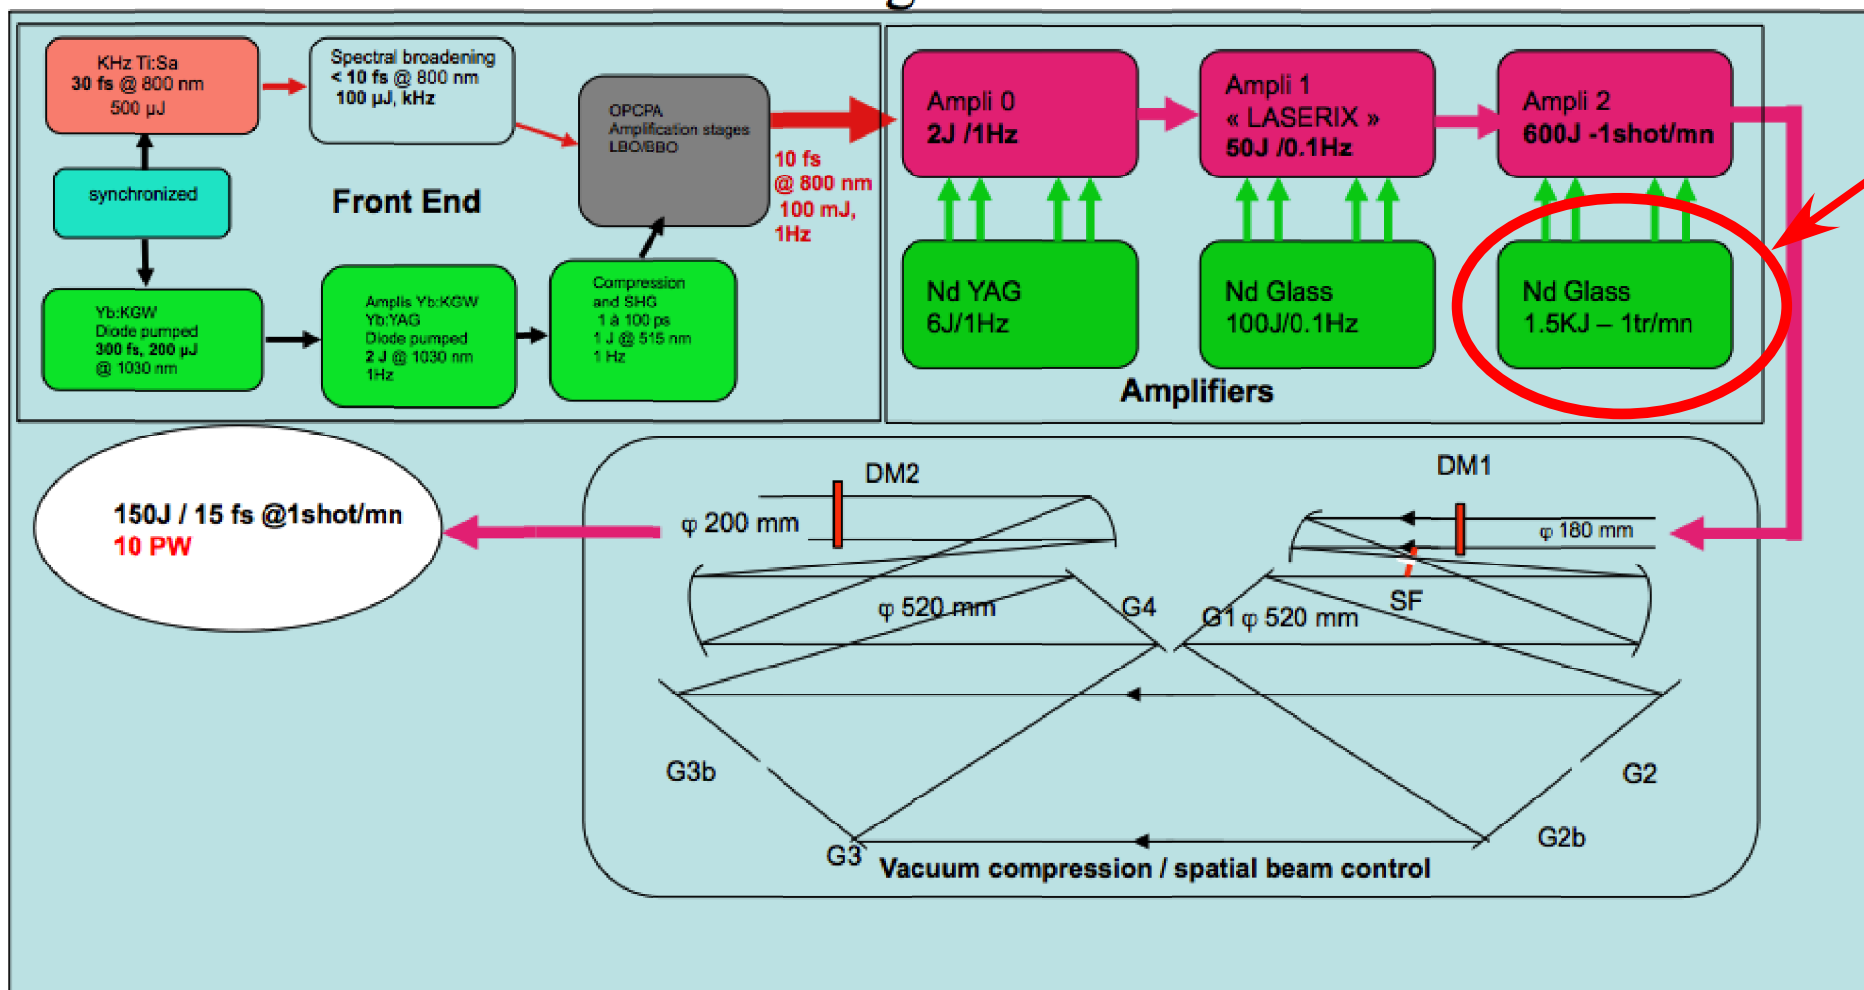 KHz Ti:Sa
30 fs @ 800 nm
500 µJ
Spectral broadening
< 10 fs @ 800 nm
100 µJ, kHz
OPCPA
Amplification stages
LBO/BBO
synchronized
Front End
10 fs
@ 800 nm
100 mJ,
1Hz
Yb:KGW
Diode pumped
300 fs, 200 µJ
@ 1030 nm
Amplis Yb:KGW
Yb:YAG
Diode pumped
2 J @ 1030 nm
1Hz
Compression
and SHG
1 à 100 ps
1 J @ 515 nm
1 Hz
Ampli 0
2J /1Hz
Ampli 1
« LASERIX »
50J /0.1Hz
Ampli 2
600J -1shot/mn
Nd YAG
6J/1Hz
Nd Glass
100J/0.1Hz
Nd Glass
1.5KJ – 1tr/mn
Amplifiers
150J / 15 fs @1shot/mn
10 PW
DM2
φ 200 mm
DM1
φ 180 mm
φ 520 mm
G4
G1 φ 520 mm
SF
G3b
G2
G3
G2b
Vacuum compression / spatial beam control